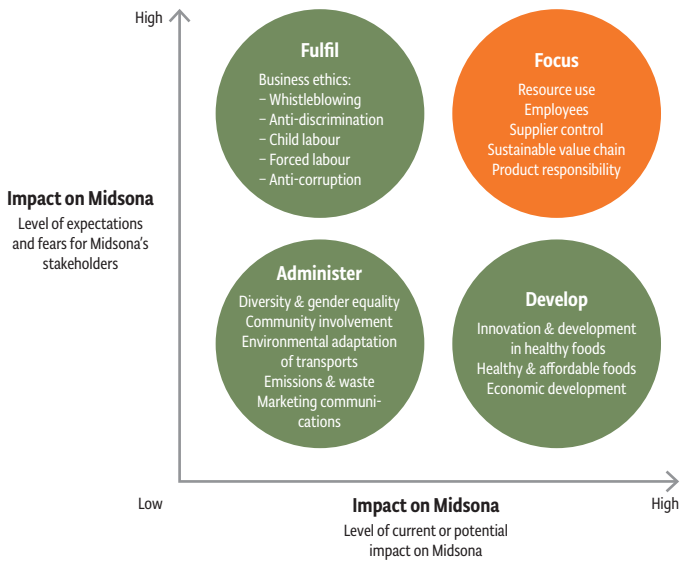 High
Fulfil
Business ethics:
– Whistleblowing
– Anti-discrimination
– Child labour
– Forced labour
– Anti-corruption
Focus
Resource use
Employees
Supplier control
Sustainable value chain
Product responsibility
Impact on Midsona
Level of expectations
and fears for Midsona’s
stakeholders
Administer
Diversity & gender equality
Community involvement
Environmental adaptation
of transports
Emissions & waste
Marketing communi-
cations
Develop
Innovation & development
in healthy foods
Healthy & affordable foods
Economic development
Low
Impact on Midsona
High
Level of current or potential
impact on Midsona